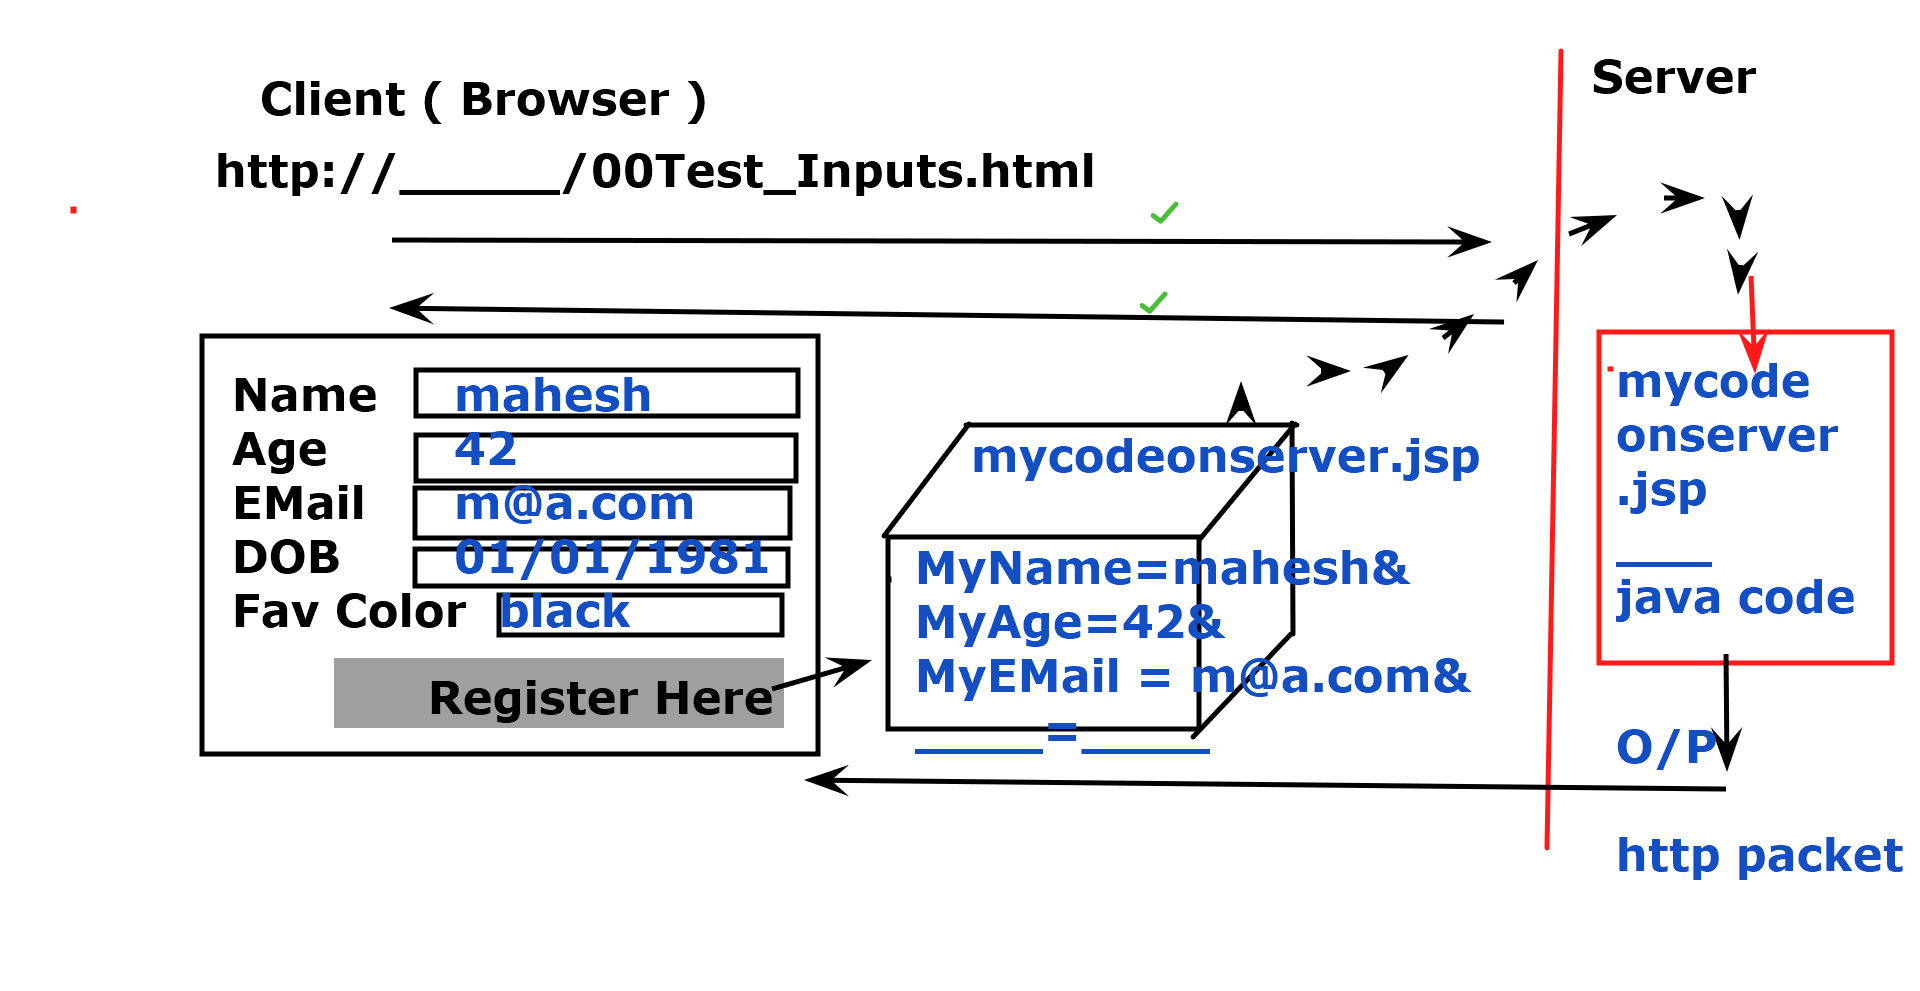 Client ( Browser )
Server
http://_____/00Test_Inputs.html
Name mahesh
Age 42
EMail m@a.com
DOB 01/01/1981
Fav Color black
Register Here
mycodeonserver.jsp
MyName=mahesh&
MyAge=42&
MyEMail = m@a.com&
____=____
mycode
onserver
.jsp
___
java code
O/P
http packet